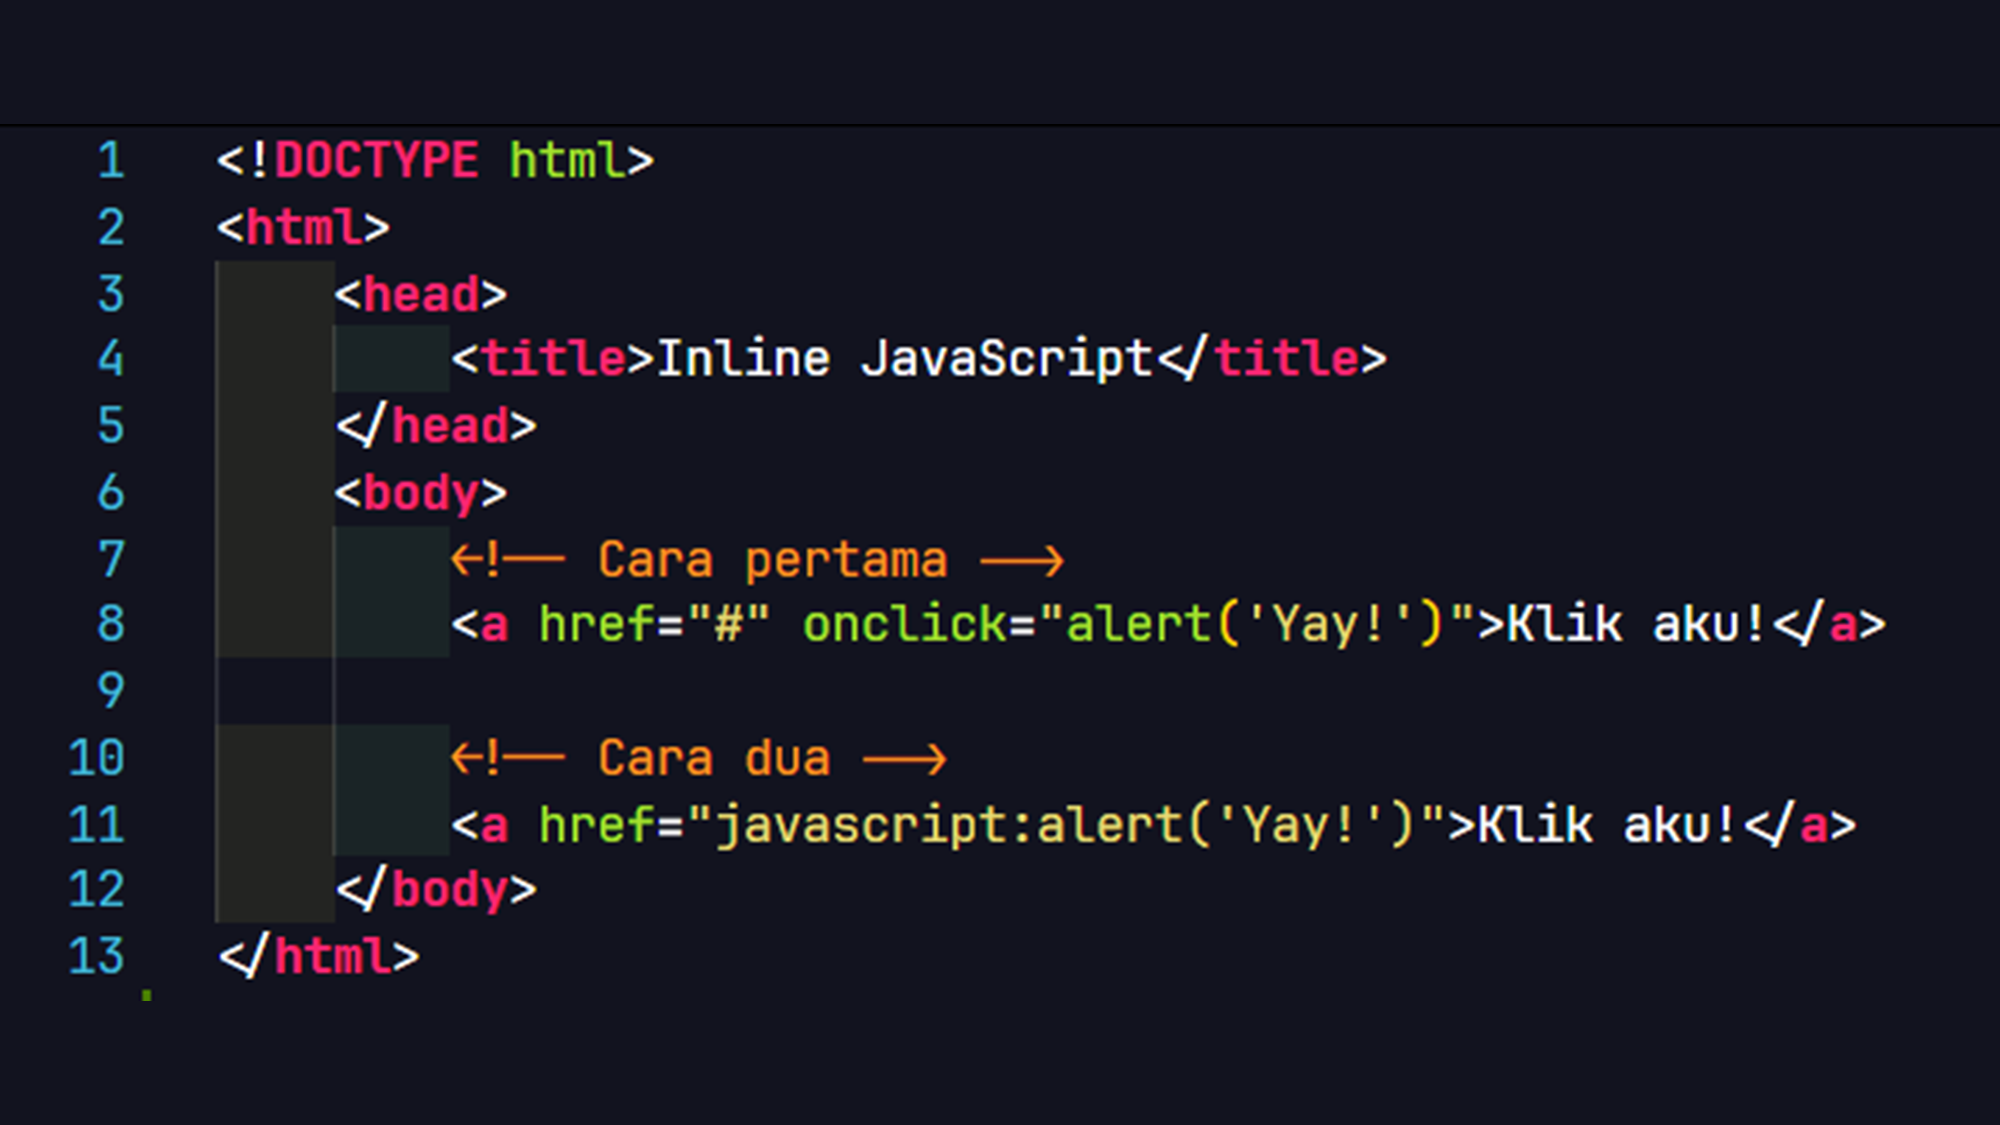 1 <!DOCTYPE html>
2 <html>
3     <head>
4         <title>Inline JavaScript</title>
5     </head>
6     <body>
7         <!-- Cara pertama -->
8         <a href="#" onclick="alert('Yay!')">Klik aku!</a>
9
10         <!-- Cara dua -->
11         <a href="javascript:alert('Yay!')">Klik aku!</a>
12     </body>
13 </html>